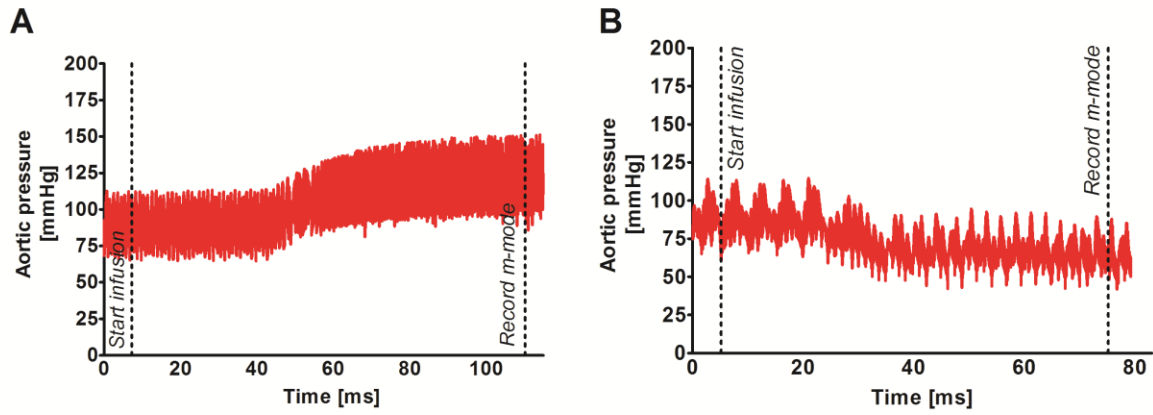 A
Aortic pressure
[mmHg]
200
175
150
125
100
75
50
25
0
Start infusion
Record m-mode
0 20 40 60 80 100
Time [ms]
B
Aortic pressure
[mmHg]
200
175
150
125
100
75
50
25
0
Start infusion
Record m-mode
0 20 40 60 80
Time [ms]